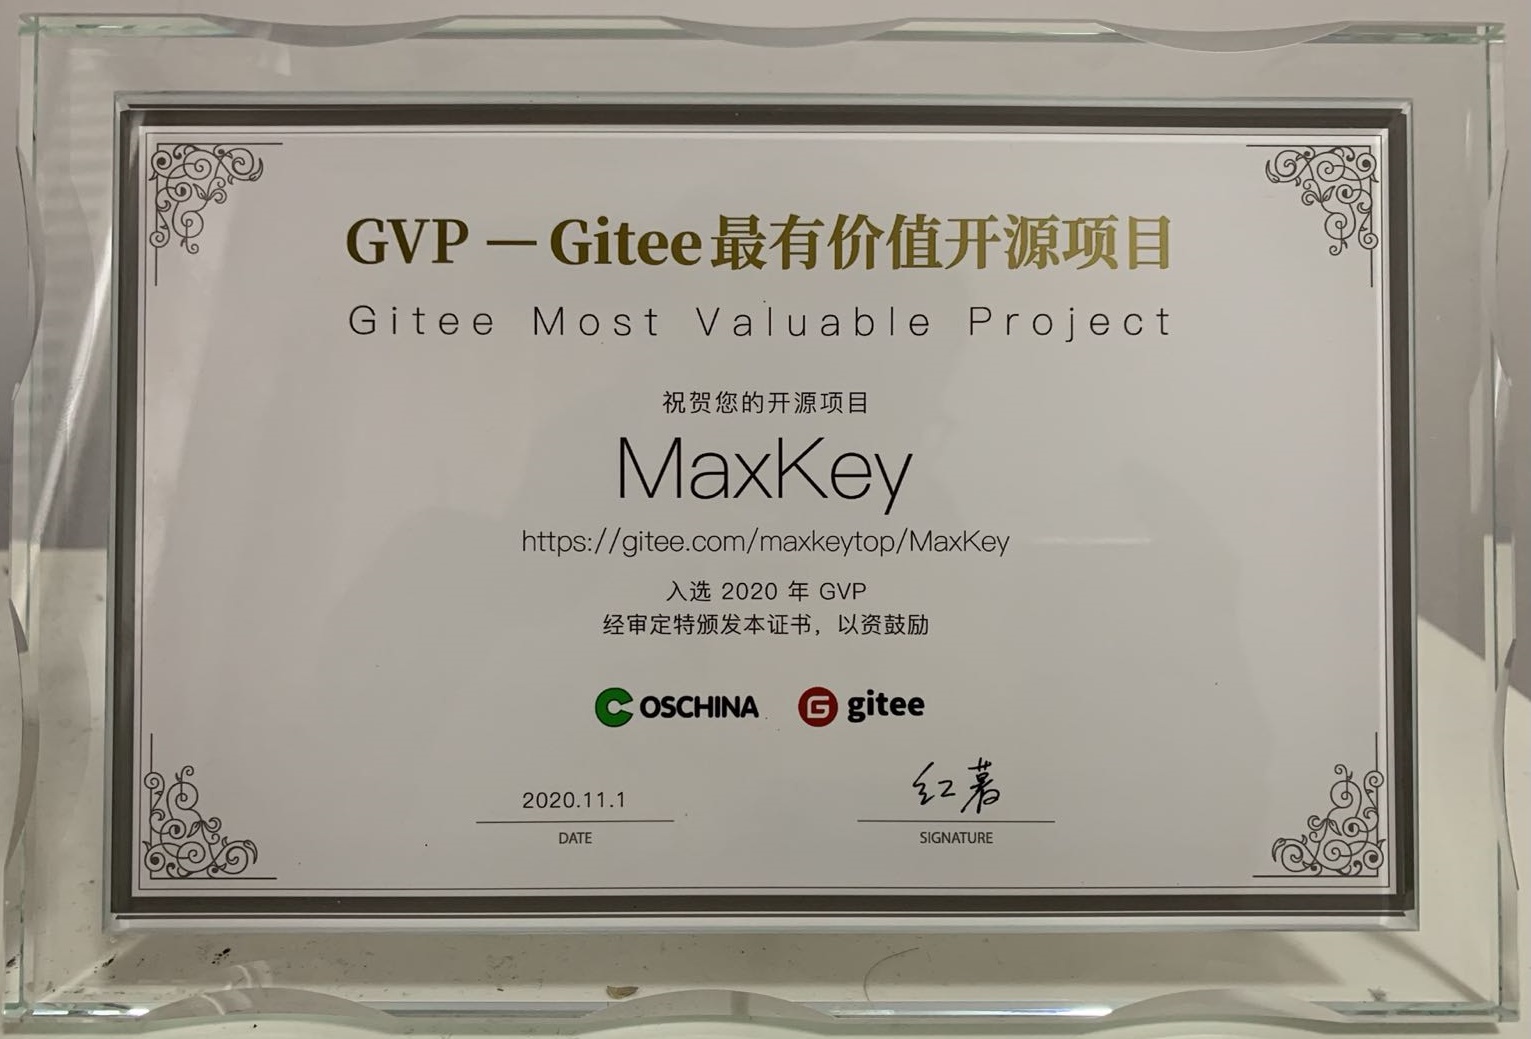 GVP — Gitee最有价值开源项目
Gitee Most Valuable Project
祝贺您的开源项目
MaxKey
https://gitee.com/maxkeytop/MaxKey
入选 2020 年 GVP
经审定特颁发本证书，以资鼓励
OSCHINA gitee
2020.11.1 红薯
DATE SIGNATURE